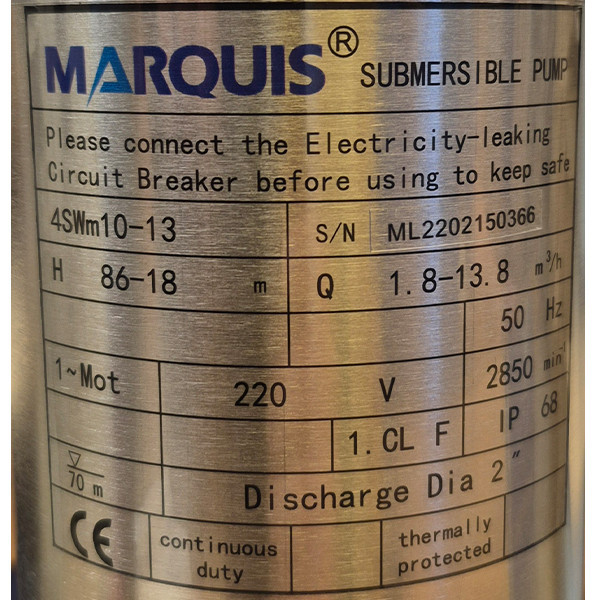 MARQUIS® SUBMERSIBLE PUMP
Please connect the Electricity-leaking
Circuit Breaker before using to keep safe
4SWm10-13 S/N ML2202150366
H 86-18 m Q 1.8-13.8 m³/h
50 Hz
1~Mot 220 V 2850 min⁻¹
1.CL F IP 68
▽ 70 m Discharge Dia 2″
CE continuous duty thermally protected